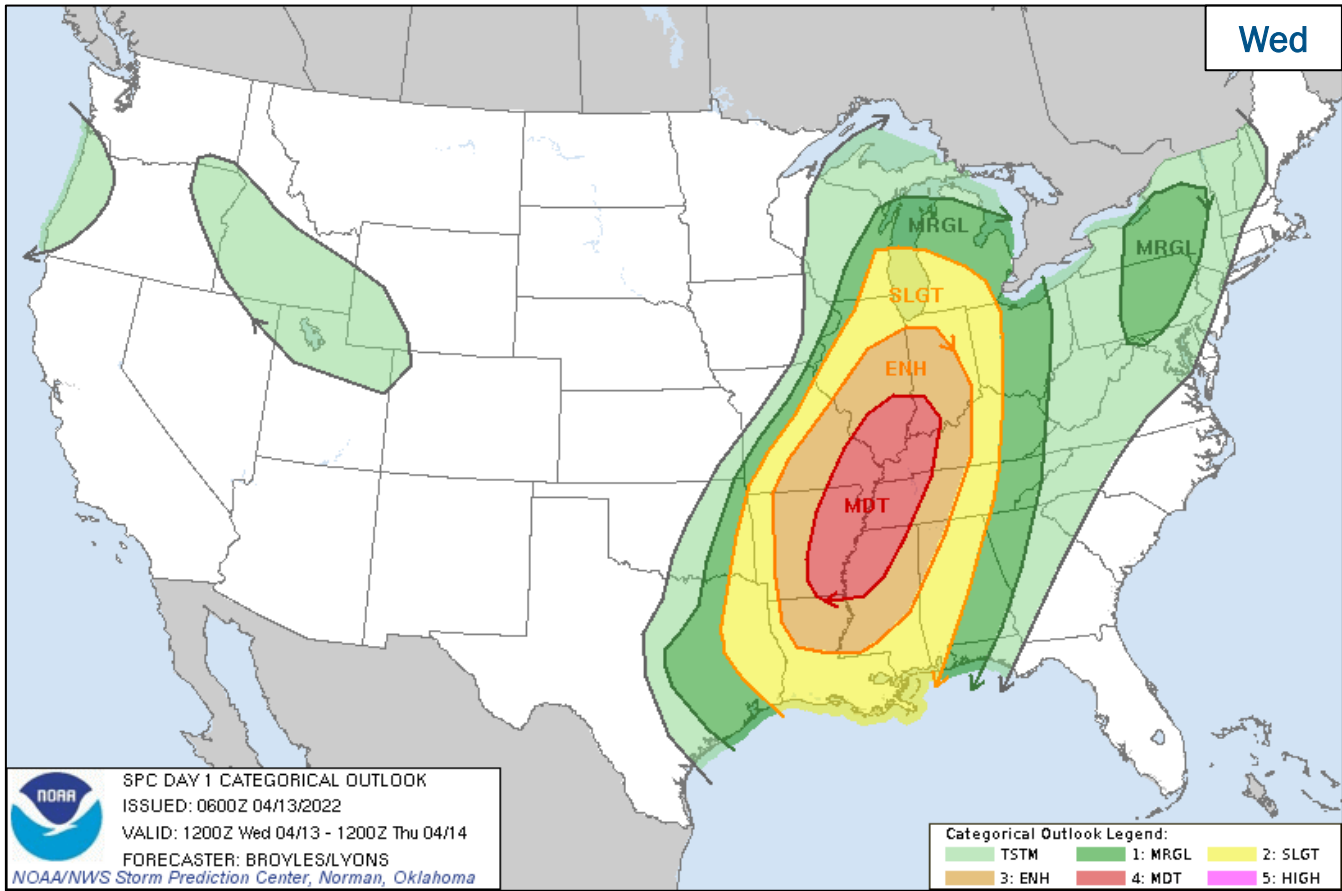 Wed
MRGL
MRGL
SLGT
ENH
MDT
NOAA
SPC DAY 1 CATEGORICAL OUTLOOK
ISSUED: 0600Z 04/13/2022
VALID: 1200Z Wed 04/13 - 1200Z Thu 04/14
FORECASTER: BROYLES/LYONS
NOAA/NWS Storm Prediction Center, Norman, Oklahoma
Categorical Outlook Legend:
TSTM 1: MRGL 2: SLGT
3: ENH 4: MDT 5: HIGH